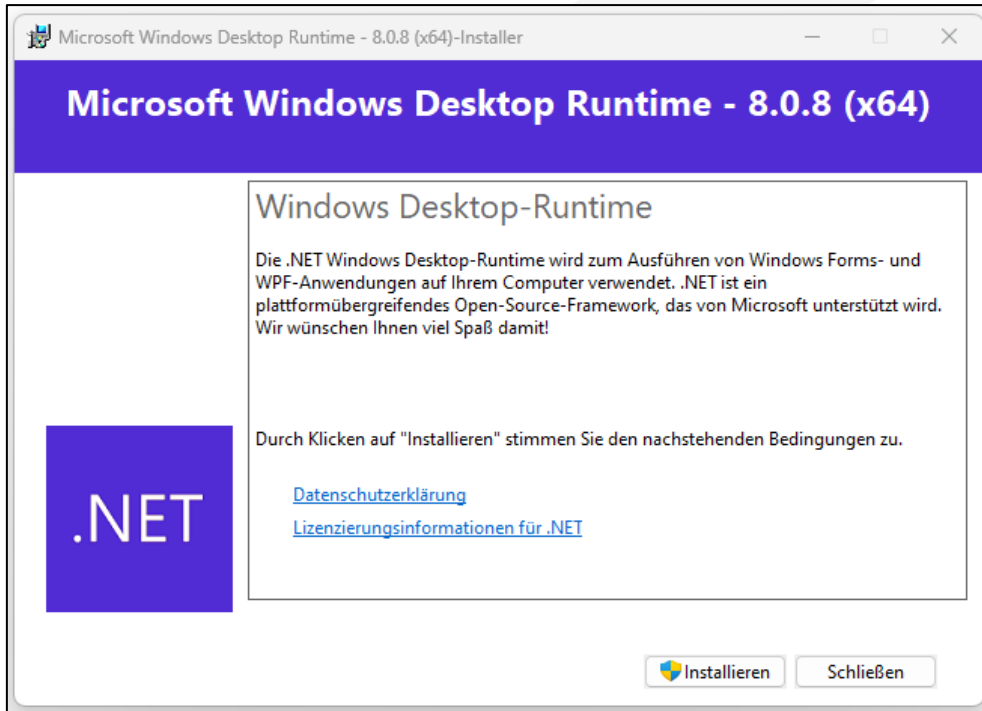 Microsoft Windows Desktop Runtime - 8.0.8 (x64)-Installer
Microsoft Windows Desktop Runtime - 8.0.8 (x64)
Windows Desktop-Runtime
Die .NET Windows Desktop-Runtime wird zum Ausführen von Windows Forms- und
WPF-Anwendungen auf Ihrem Computer verwendet. .NET ist ein
plattformübergreifendes Open-Source-Framework, das von Microsoft unterstützt wird.
Wir wünschen Ihnen viel Spaß damit!
Durch Klicken auf "Installieren" stimmen Sie den nachstehenden Bedingungen zu.
Datenschutzerklärung
Lizenzierungsinformationen für .NET
.NET
Installieren
Schließen